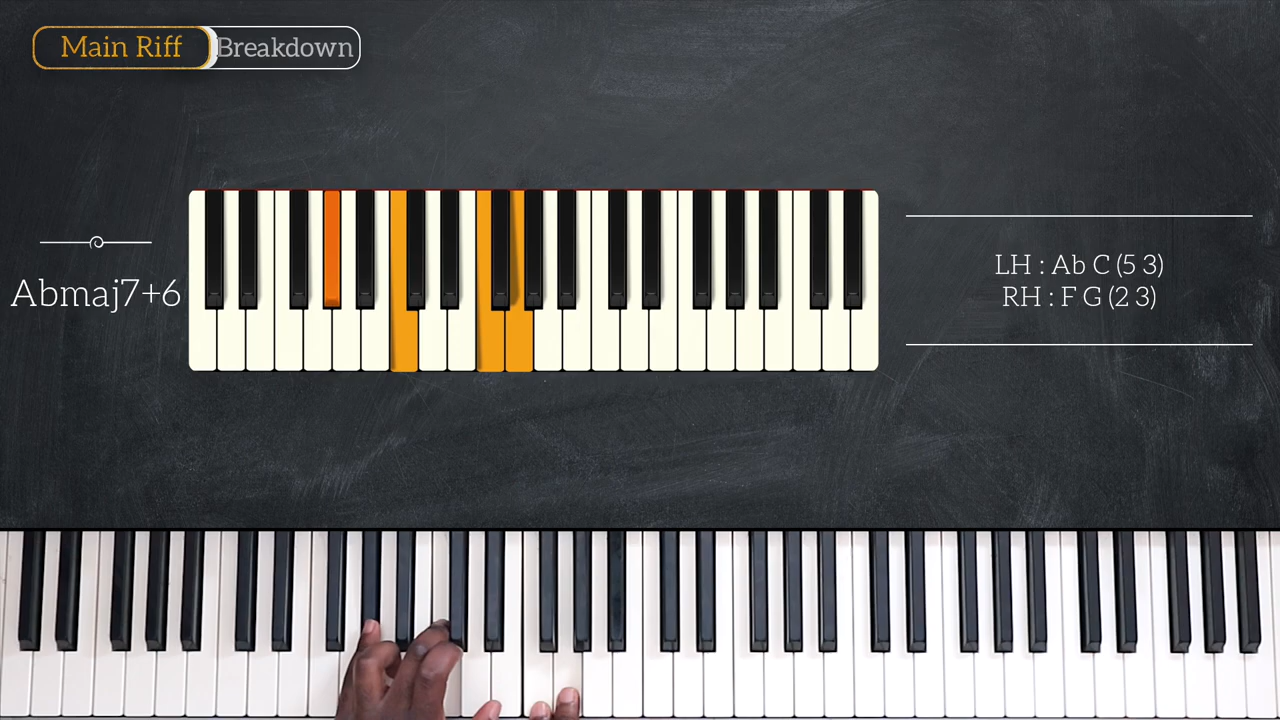 Main Riff
Breakdown
Abmaj7+6
LH : Ab C (5 3)
RH : F G (2 3)